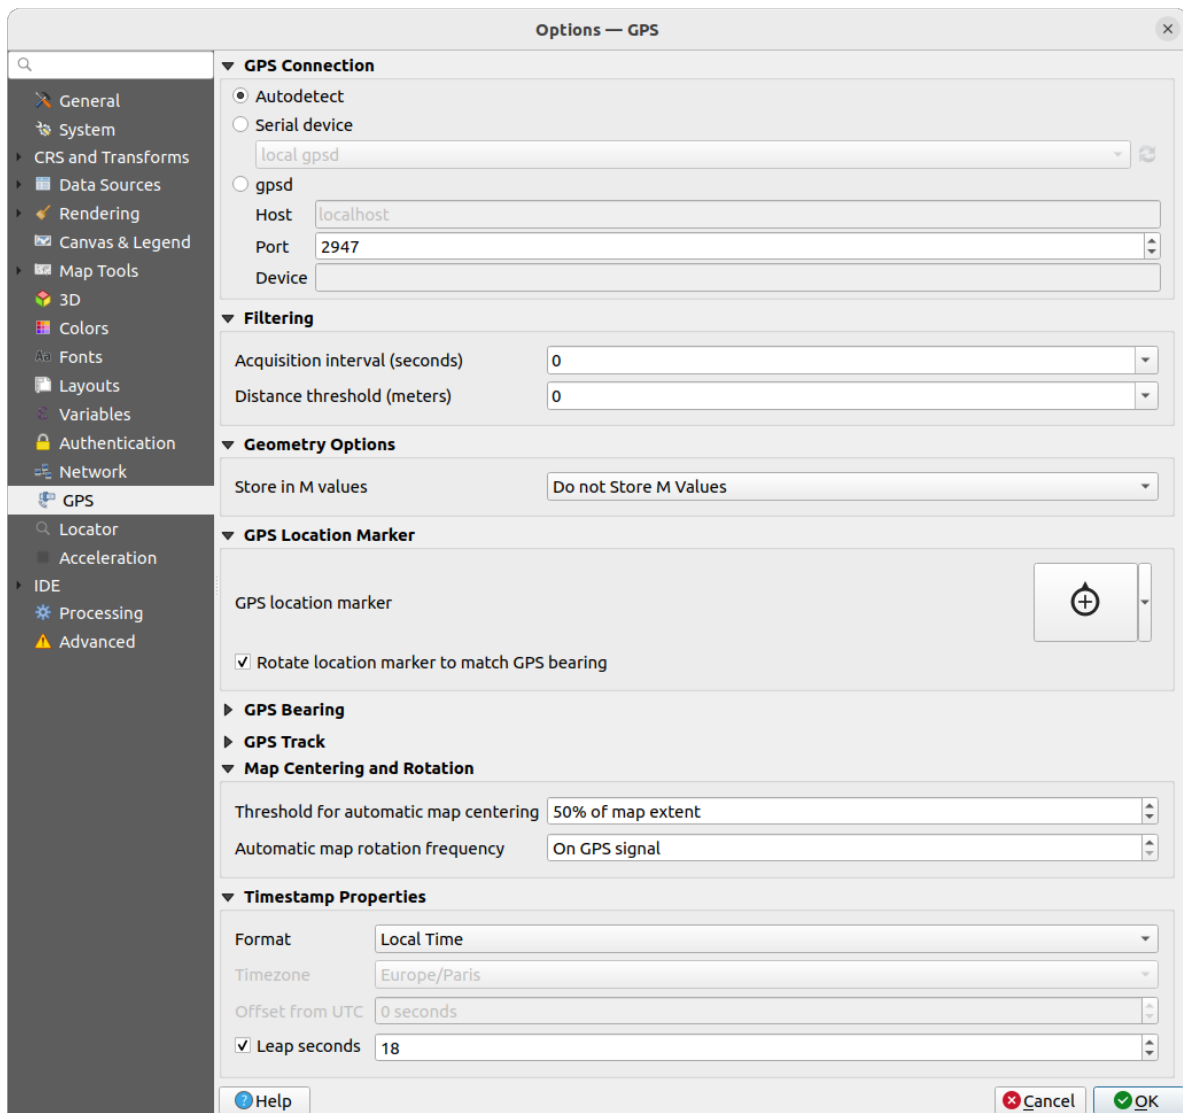 Options — GPS
General
System
CRS and Transforms
Data Sources
Rendering
Canvas & Legend
Map Tools
3D
Colors
Fonts
Layouts
Variables
Authentication
Network
GPS
Locator
Acceleration
IDE
Processing
Advanced
GPS Connection
Autodetect
Serial device
local gpsd
gpsd
Host localhost
Port 2947
Device
Filtering
Acquisition interval (seconds) 0
Distance threshold (meters) 0
Geometry Options
Store in M values Do not Store M Values
GPS Location Marker
GPS location marker
Rotate location marker to match GPS bearing
GPS Bearing
GPS Track
Map Centering and Rotation
Threshold for automatic map centering 50% of map extent
Automatic map rotation frequency On GPS signal
Timestamp Properties
Format Local Time
Timezone Europe/Paris
Offset from UTC 0 seconds
Leap seconds 18
Help Cancel OK